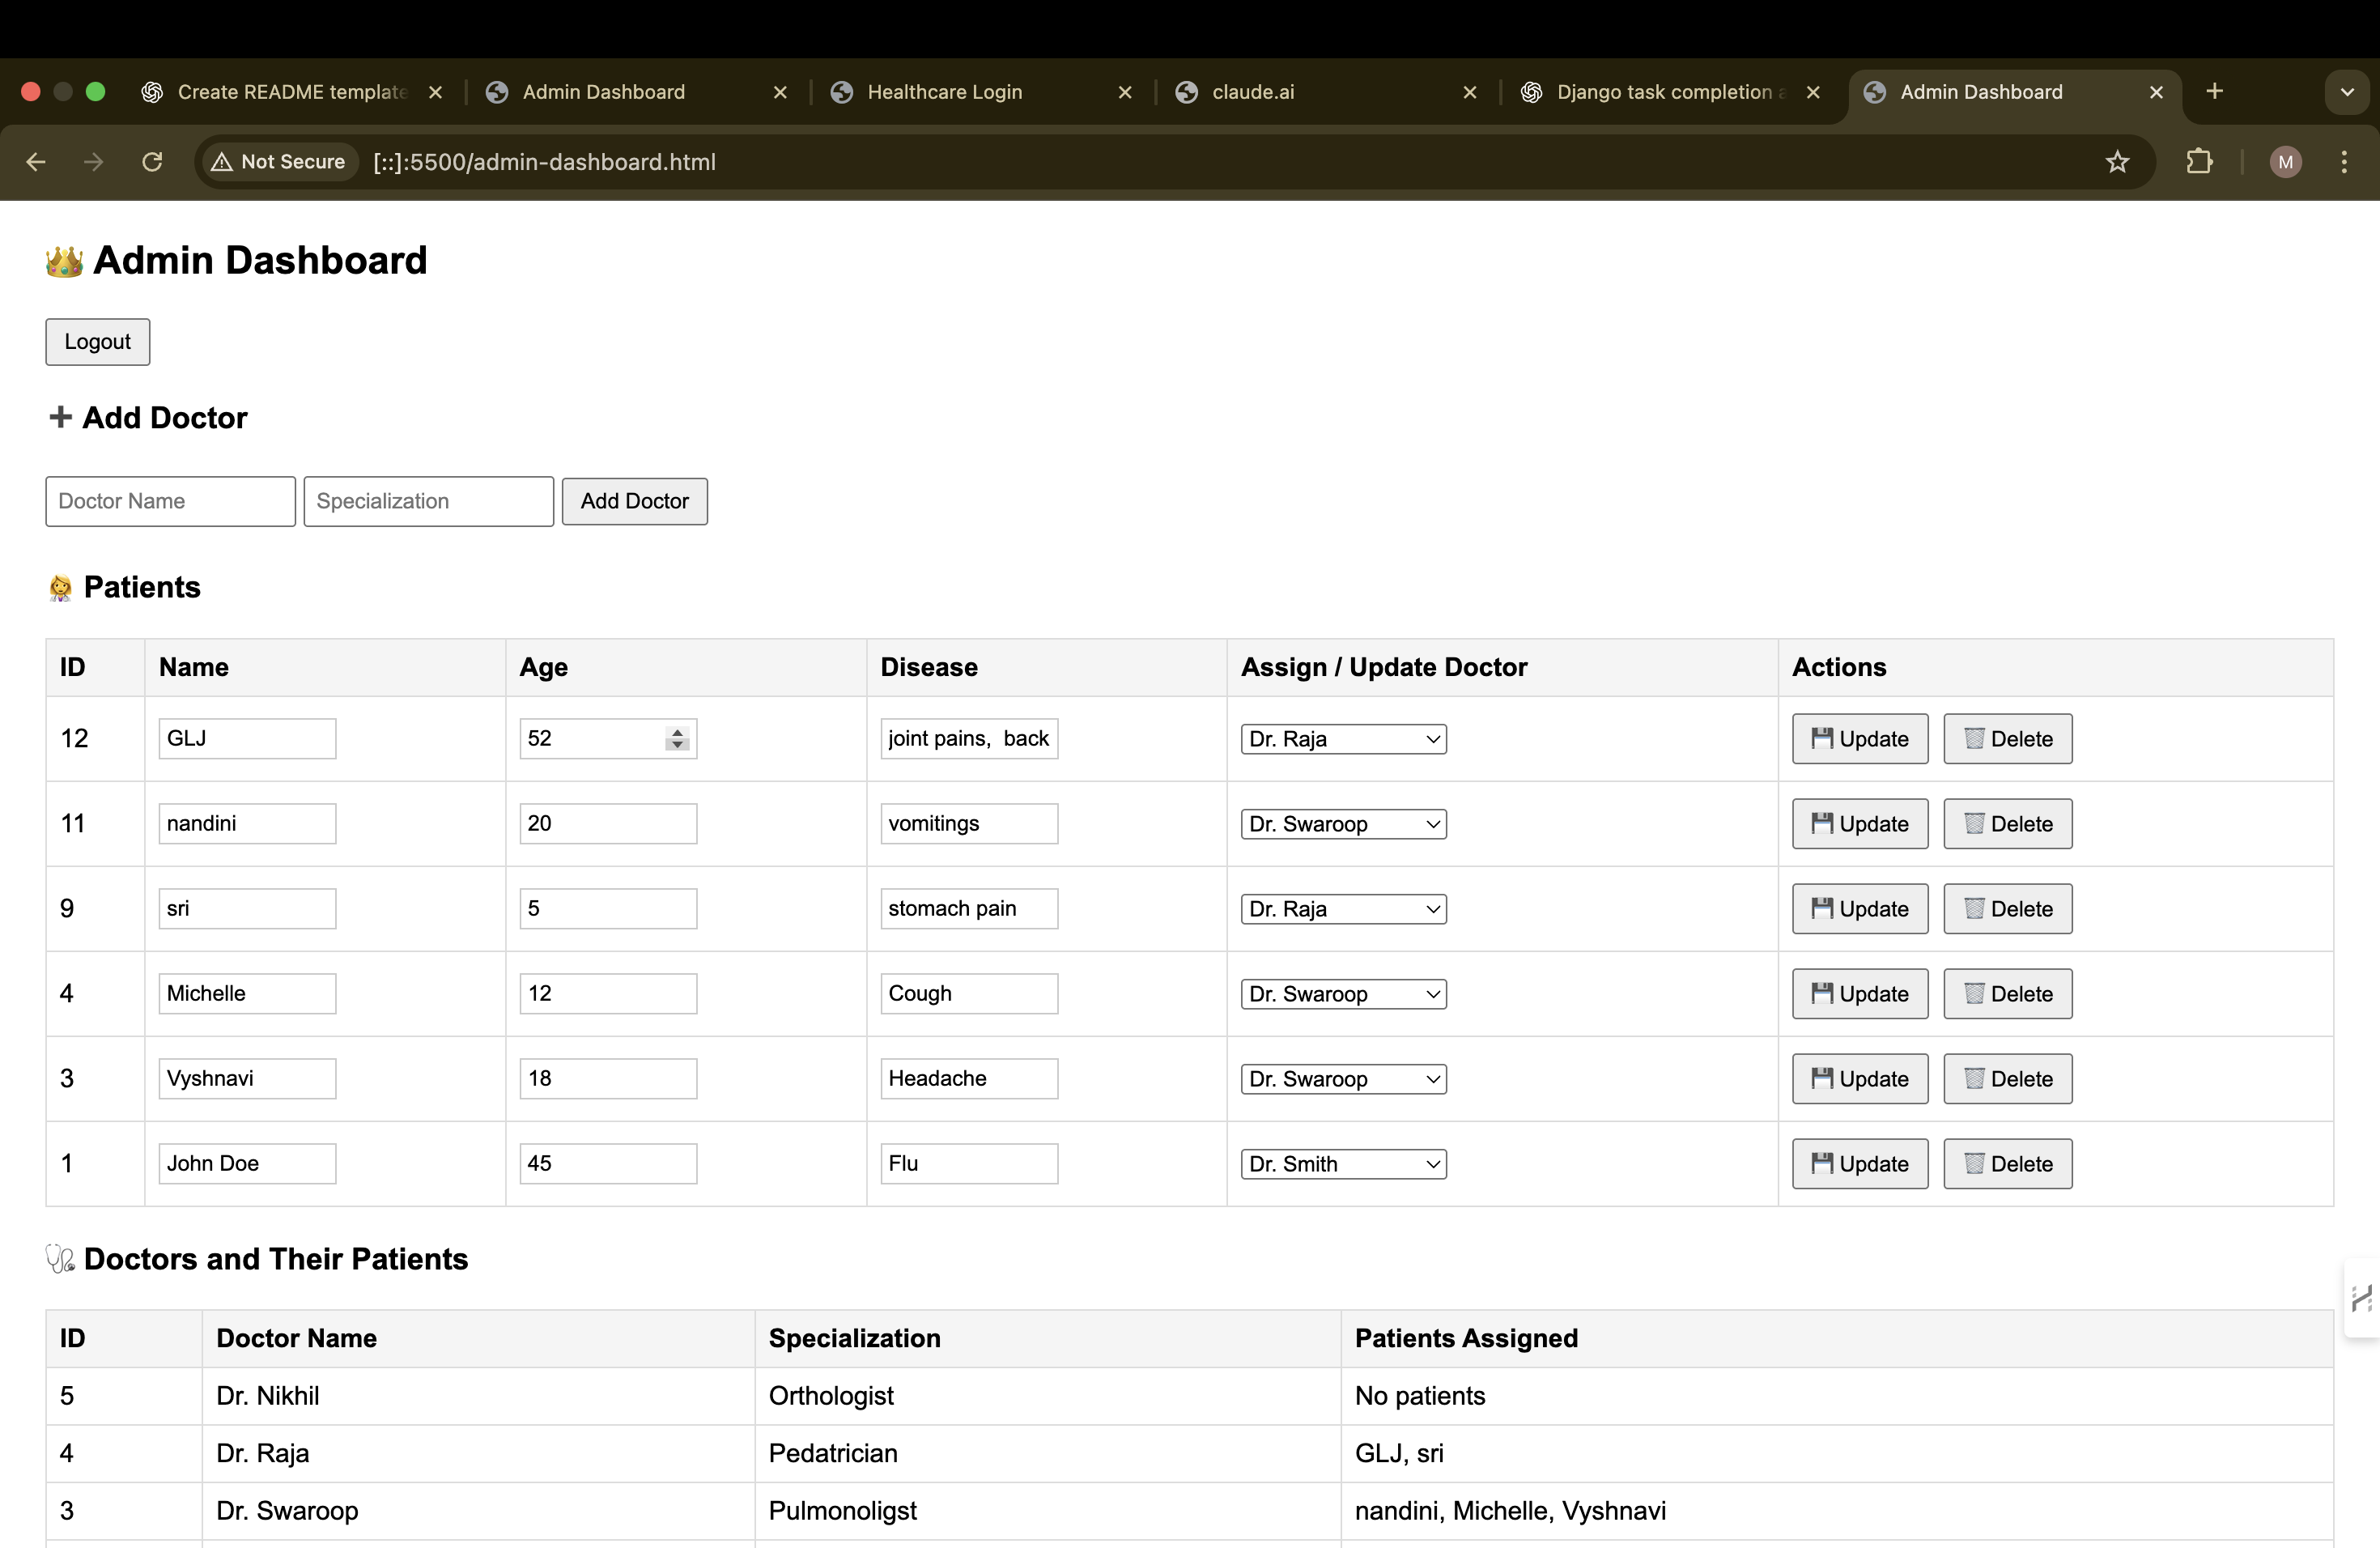 Create README template
Admin Dashboard
Healthcare Login
claude.ai
Django task completion
Admin Dashboard
Not Secure
[::]:5500/admin-dashboard.html
M
Admin Dashboard
Logout
Add Doctor
Doctor Name Specialization Add Doctor
Patients
ID Name Age Disease Assign / Update Doctor Actions
12 GLJ 52 joint pains,  back Dr. Raja Update Delete
11 nandini 20 vomitings Dr. Swaroop Update Delete
9 sri 5 stomach pain Dr. Raja Update Delete
4 Michelle 12 Cough Dr. Swaroop Update Delete
3 Vyshnavi 18 Headache Dr. Swaroop Update Delete
1 John Doe 45 Flu Dr. Smith Update Delete
Doctors and Their Patients
ID Doctor Name Specialization Patients Assigned
5 Dr. Nikhil Orthologist No patients
4 Dr. Raja Pedatrician GLJ, sri
3 Dr. Swaroop Pulmonoligst nandini, Michelle, Vyshnavi